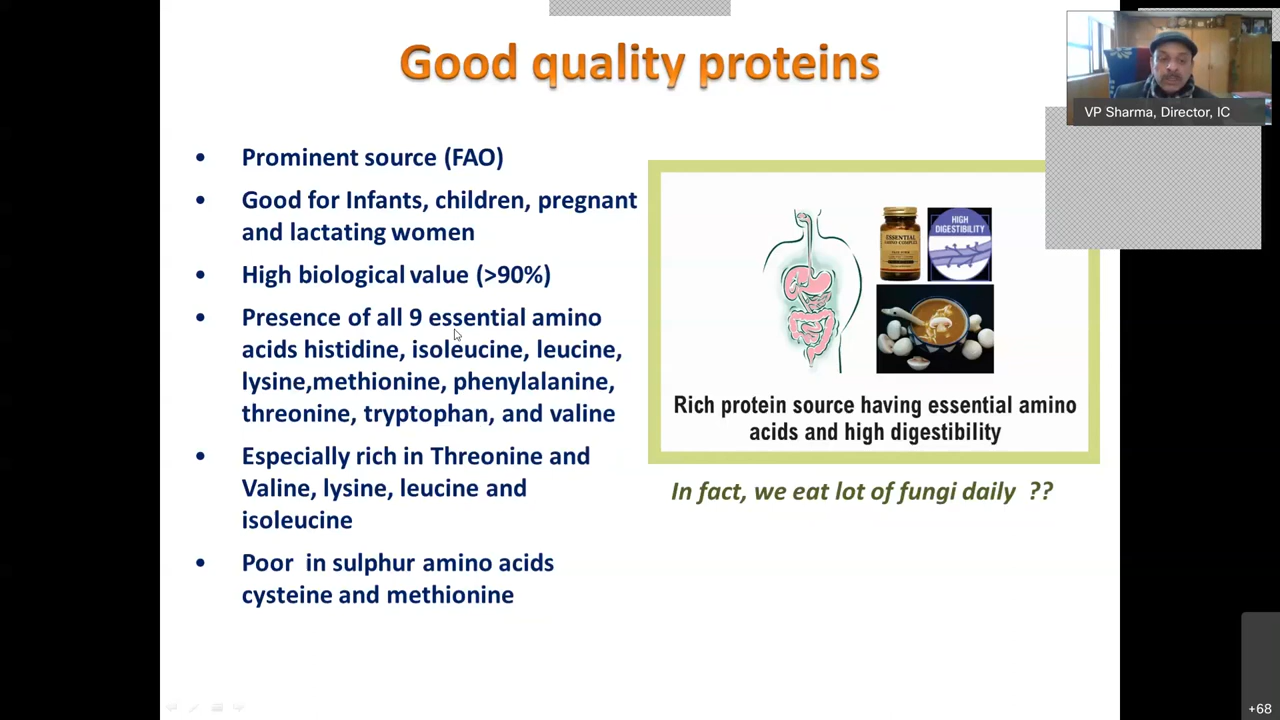 Good quality proteins
VP Sharma, Director, IC
• Prominent source (FAO)
• Good for Infants, children, pregnant
and lactating women
• High biological value (>90%)
• Presence of all 9 essential amino
acids histidine, isoleucine, leucine,
lysine,methionine, phenylalanine,
threonine, tryptophan, and valine
• Especially rich in Threonine and
Valine, lysine, leucine and
isoleucine
• Poor in sulphur amino acids
cysteine and methionine
ESSENTIAL
HIGH
DIGESTIBILITY
Rich protein source having essential amino
acids and high digestibility
In fact, we eat lot of fungi daily ??
+68